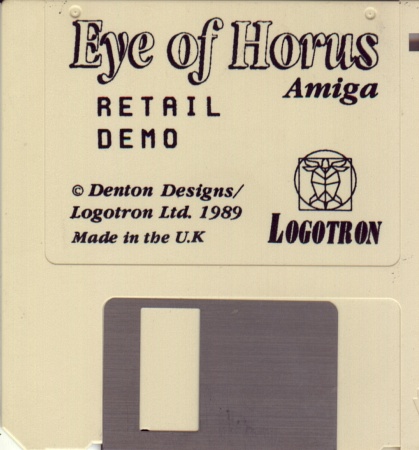 Eye of Horus
Amiga
RETAIL
DEMO
© Denton Designs/
Logotron Ltd. 1989
Made in the U.K
LOGOTRON